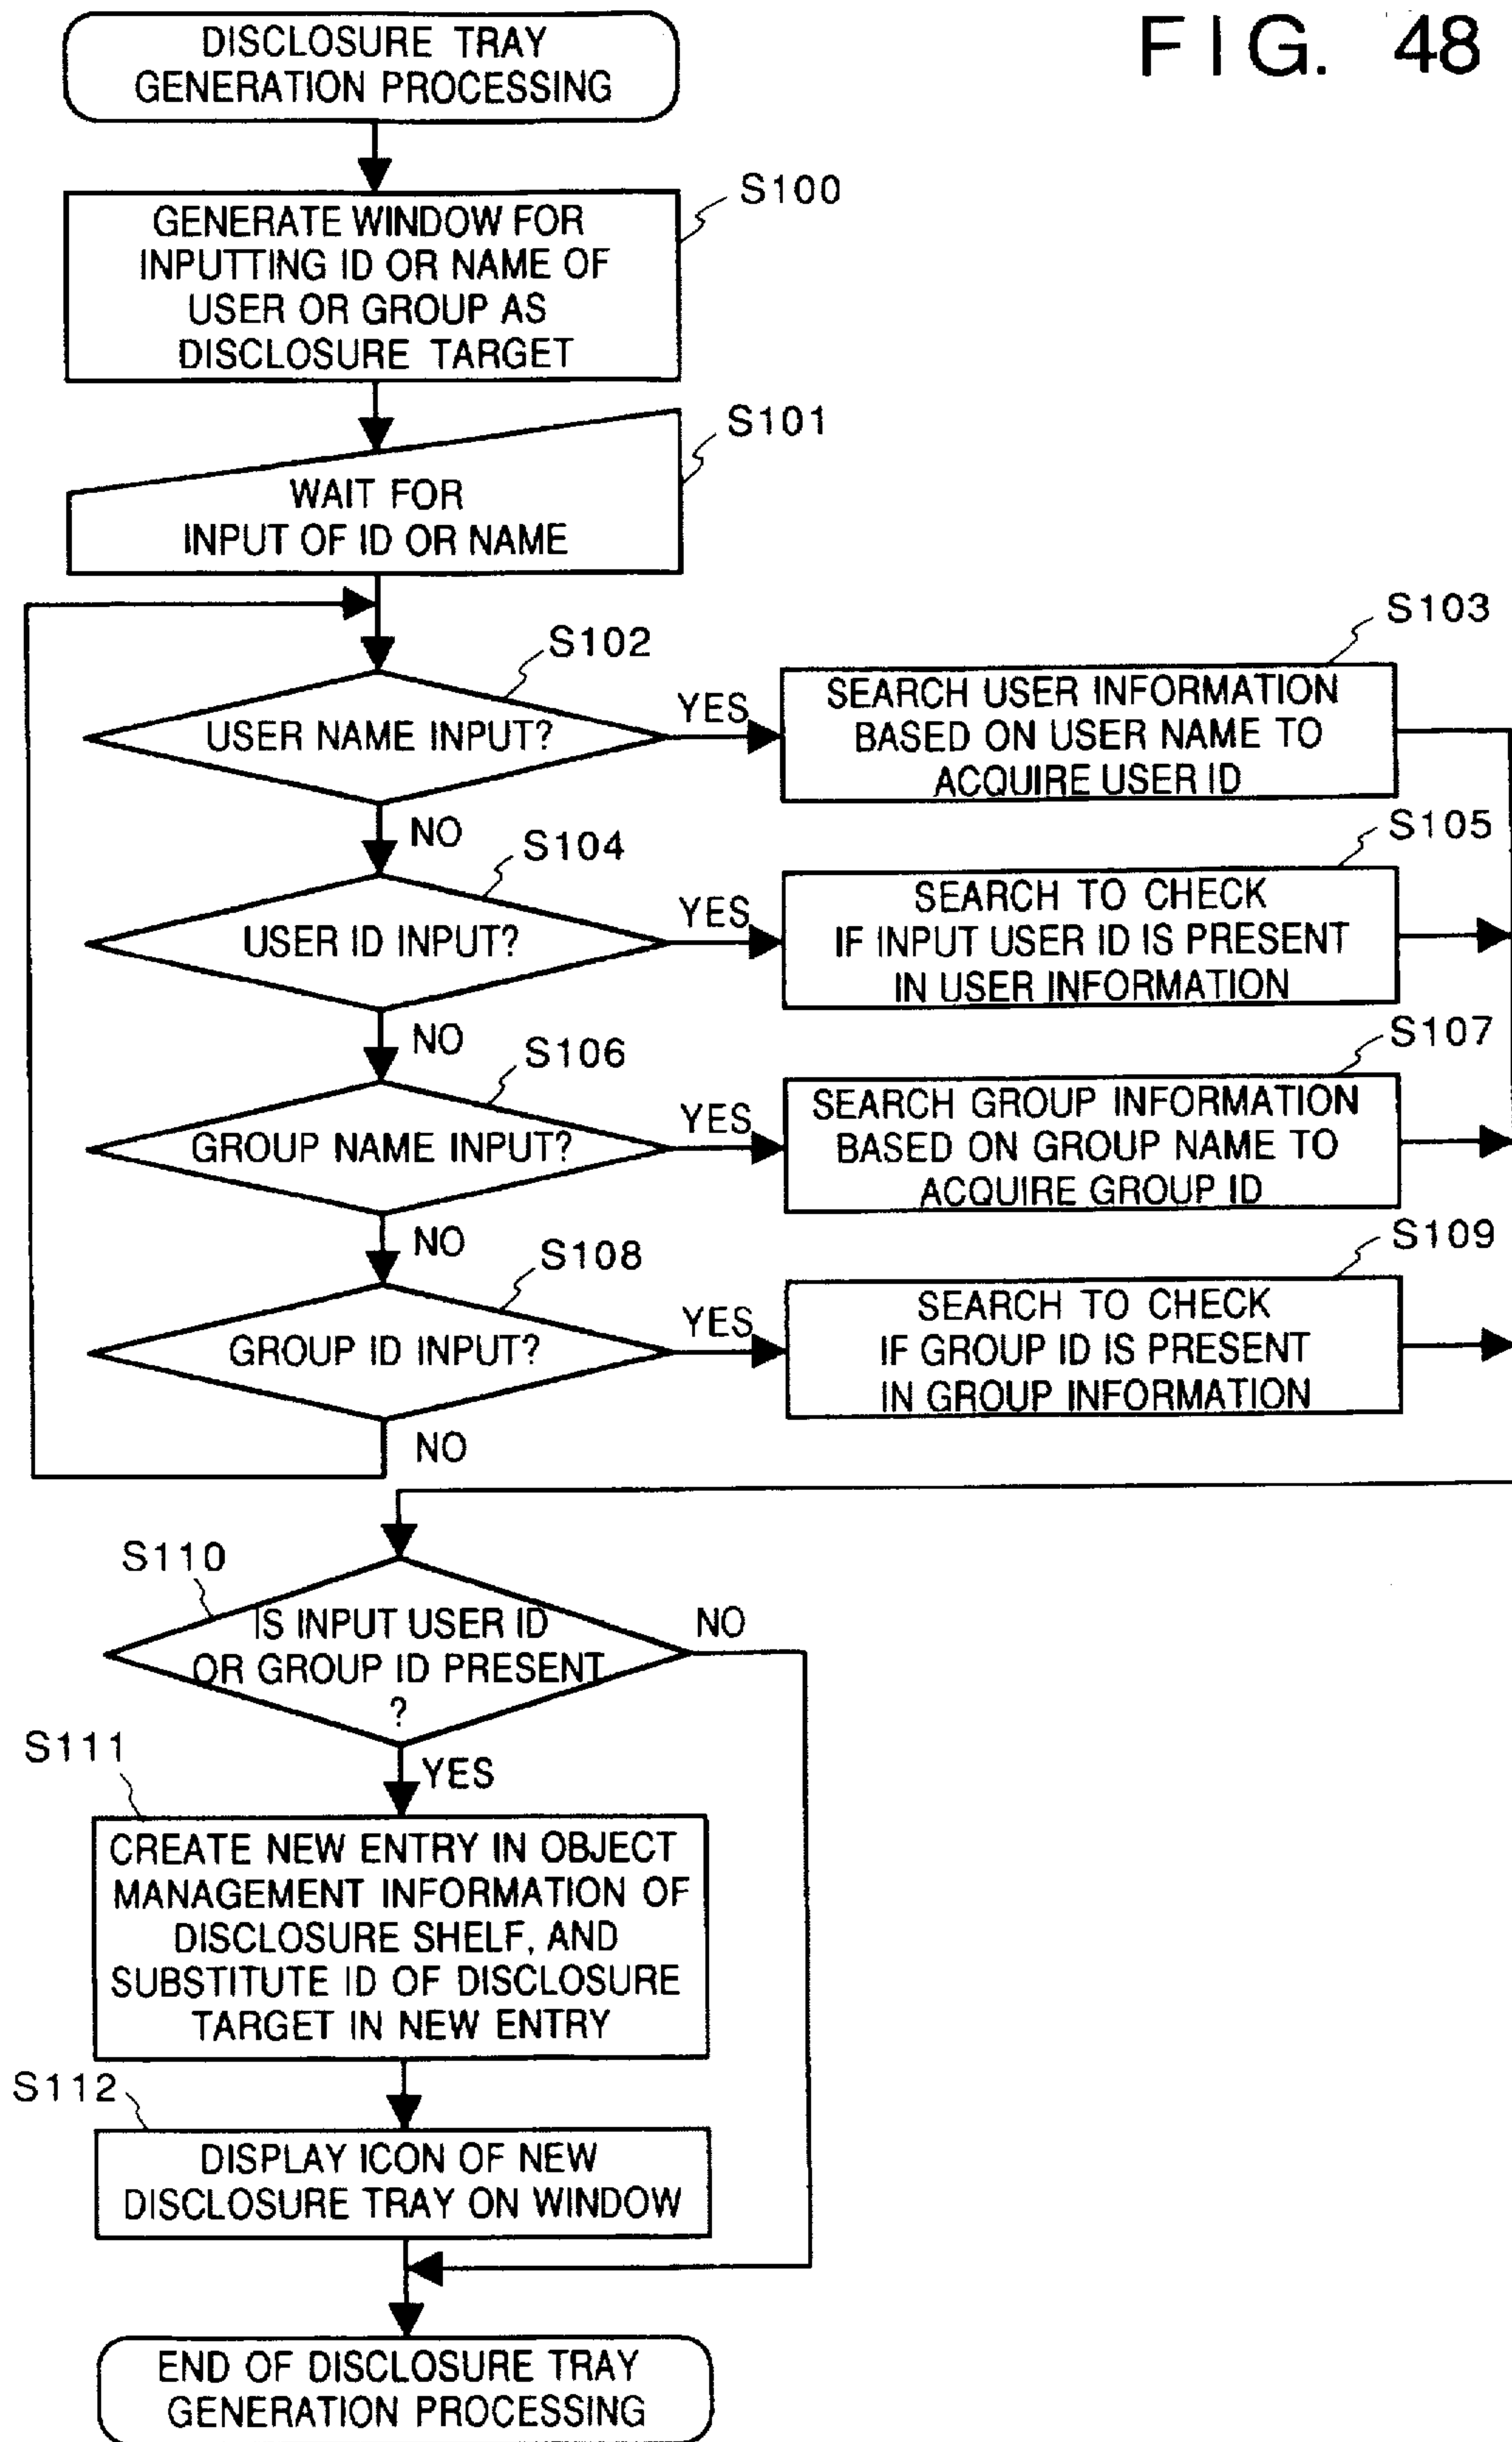 FIG. 48
DISCLOSURE TRAY
GENERATION PROCESSING
S100
GENERATE WINDOW FOR
INPUTTING ID OR NAME OF
USER OR GROUP AS
DISCLOSURE TARGET
S101
WAIT FOR
INPUT OF ID OR NAME
S102
USER NAME INPUT?
YES
NO
S103
SEARCH USER INFORMATION
BASED ON USER NAME TO
ACQUIRE USER ID
S104
USER ID INPUT?
YES
NO
S105
SEARCH TO CHECK
IF INPUT USER ID IS PRESENT
IN USER INFORMATION
S106
GROUP NAME INPUT?
YES
NO
S107
SEARCH GROUP INFORMATION
BASED ON GROUP NAME TO
ACQUIRE GROUP ID
S108
GROUP ID INPUT?
YES
NO
S109
SEARCH TO CHECK
IF GROUP ID IS PRESENT
IN GROUP INFORMATION
S110
IS INPUT USER ID
OR GROUP ID PRESENT
?
NO
YES
S111
CREATE NEW ENTRY IN OBJECT
MANAGEMENT INFORMATION OF
DISCLOSURE SHELF, AND
SUBSTITUTE ID OF DISCLOSURE
TARGET IN NEW ENTRY
S112
DISPLAY ICON OF NEW
DISCLOSURE TRAY ON WINDOW
END OF DISCLOSURE TRAY
GENERATION PROCESSING